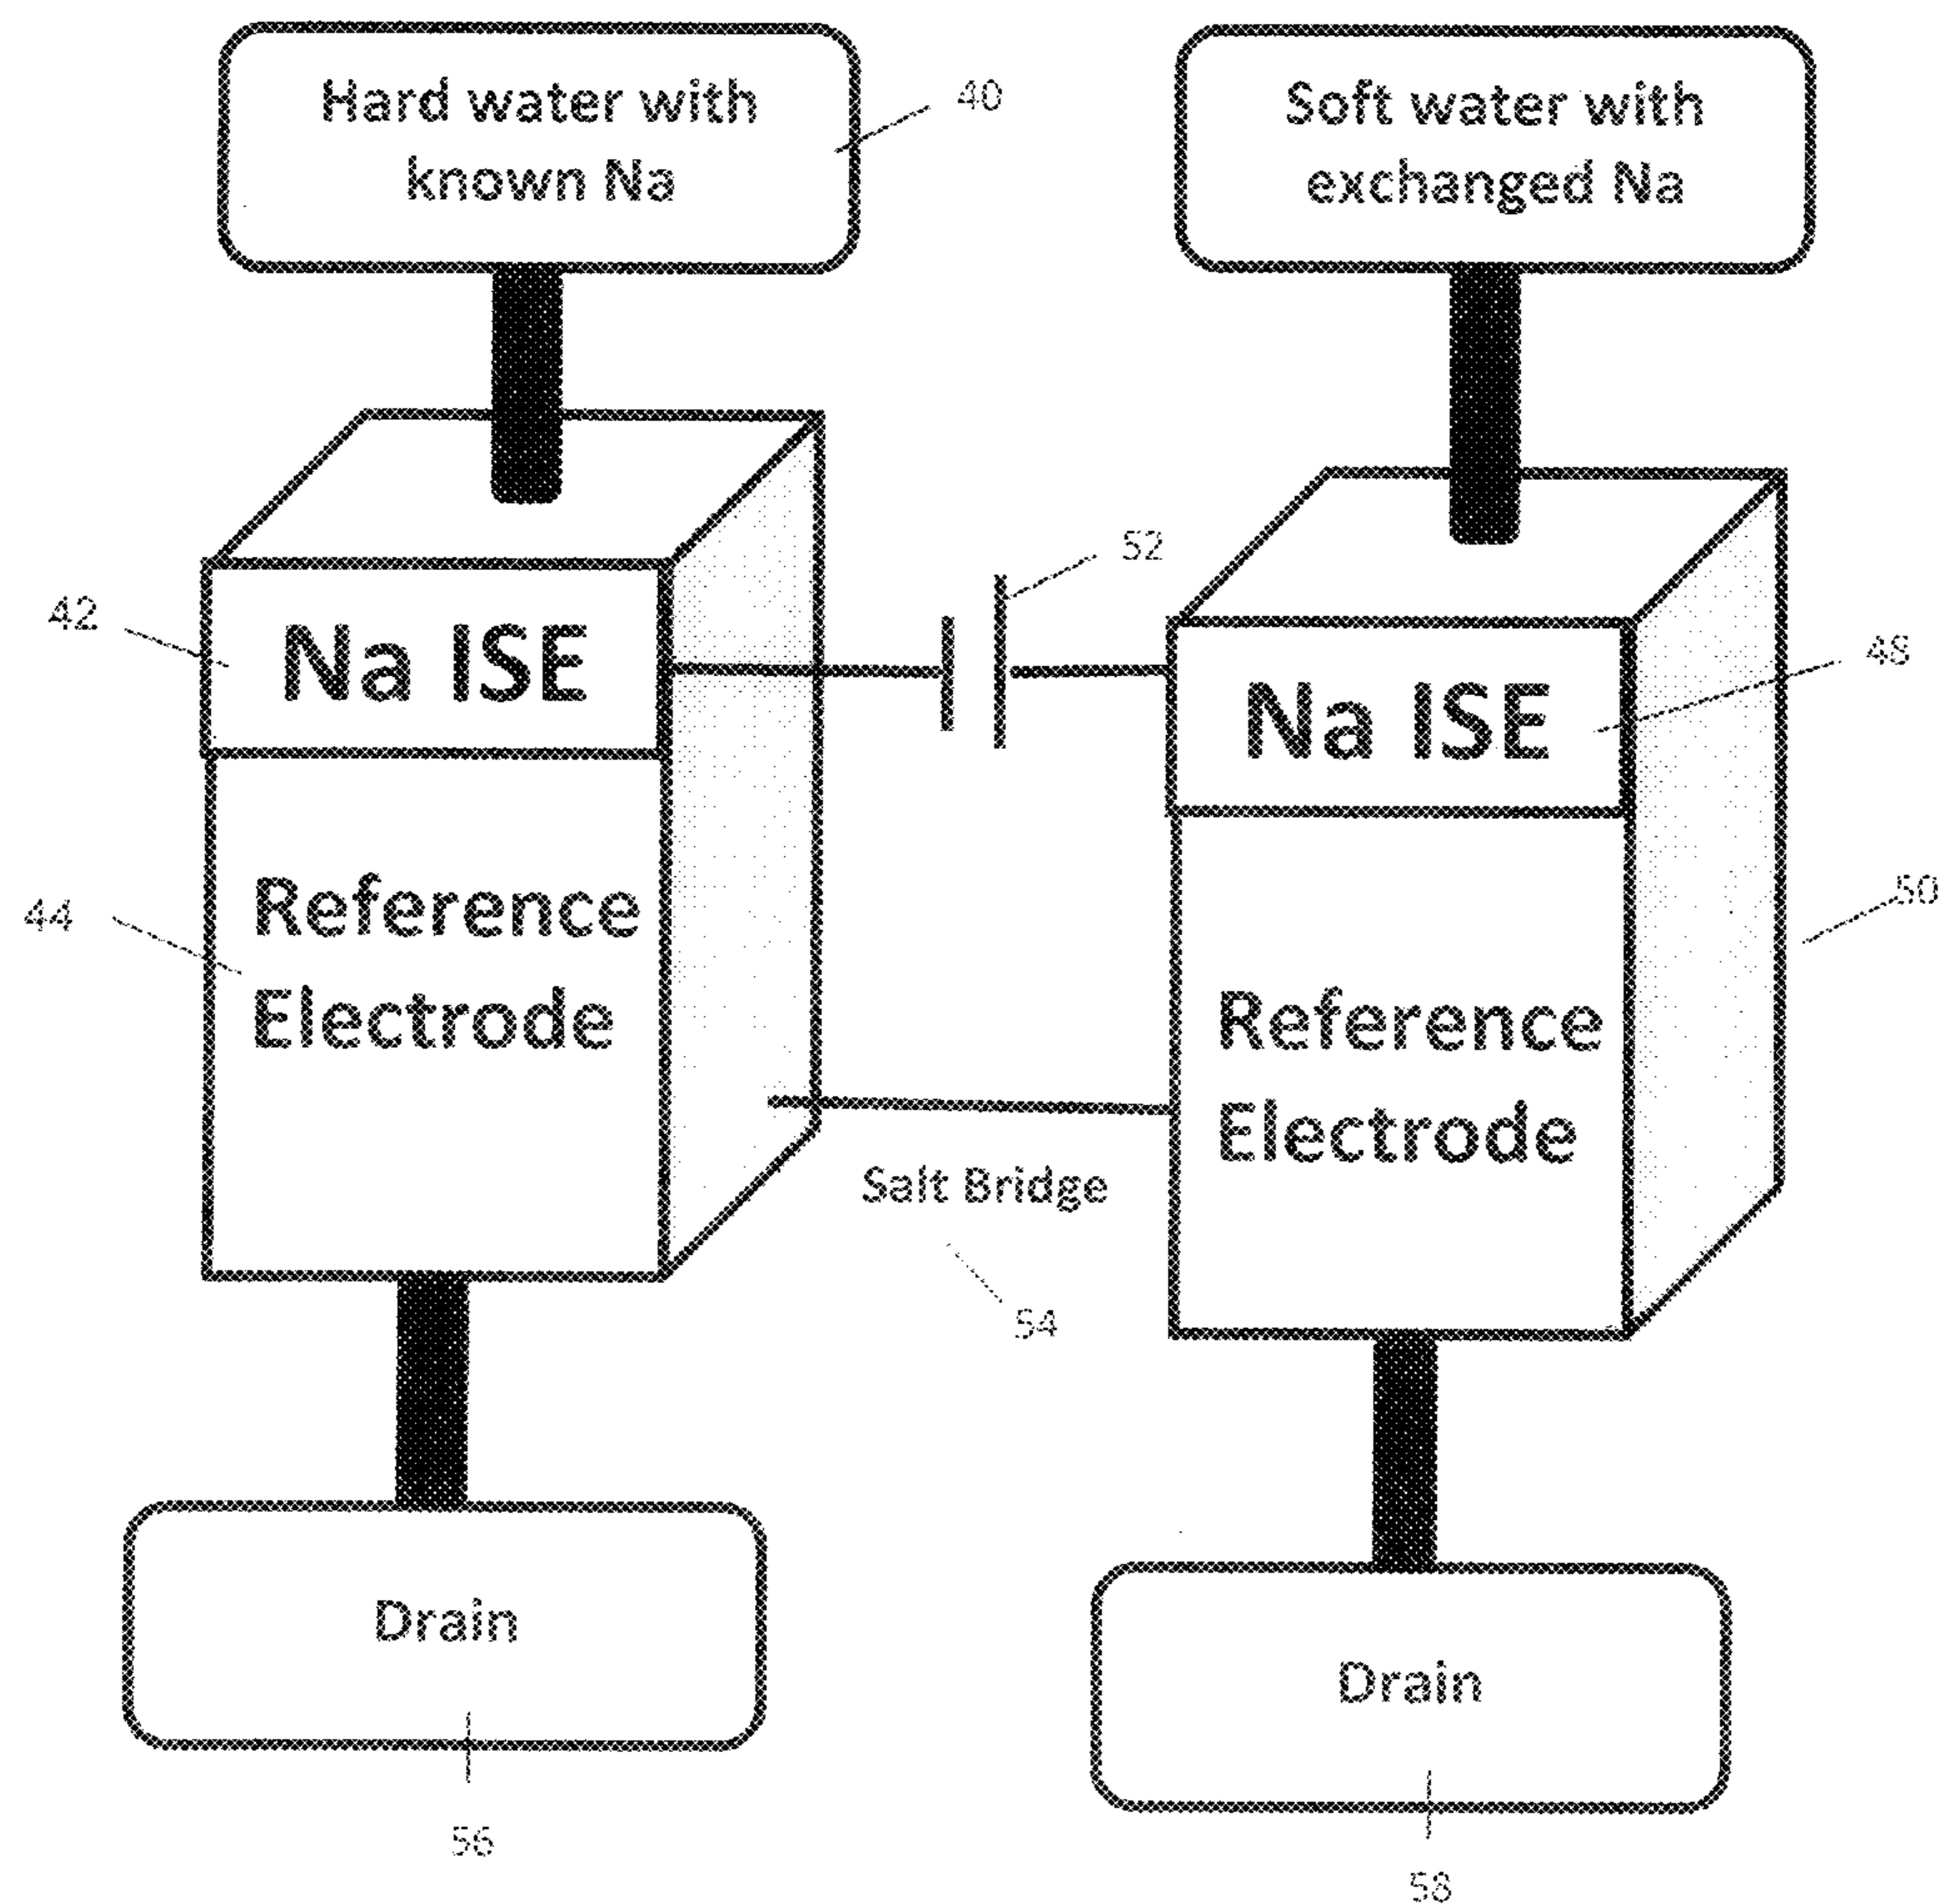 Hard water with
known Na
40
Soft water with
exchanged Na
52
42
Na ISE
48
Na ISE
44
Reference
Electrode
50
Reference
Electrode
Salt Bridge
54
Drain
56
Drain
58